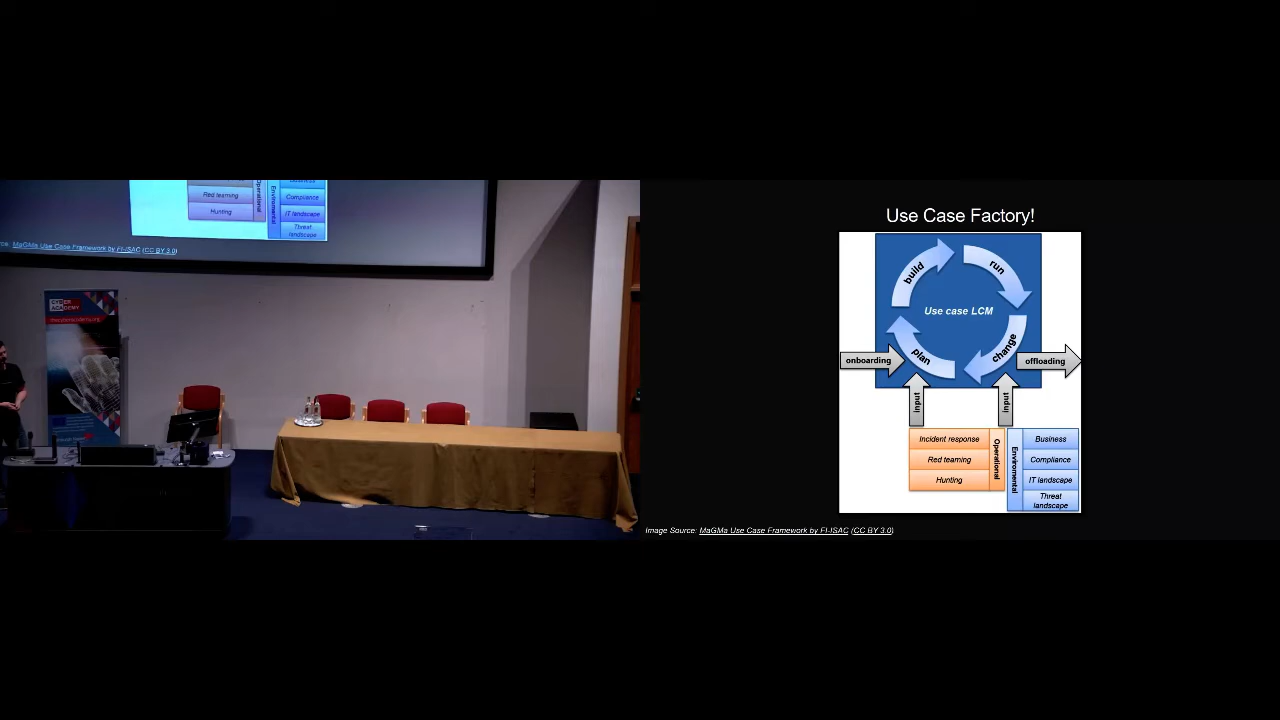 Operational
Red teaming
Hunting
Enviromental
Compliance
IT landscape
Threat
landscape
MaGMa Use Case Framework by FI-ISAC (CC BY 3.0)
Use Case Factory!
build
run
Use case LCM
plan
change
onboarding
offloading
input
input
Incident response
Red teaming
Hunting
Operational
Enviromental
Business
Compliance
IT landscape
Threat
landscape
Image Source: MaGMa Use Case Framework by FI-ISAC (CC BY 3.0)